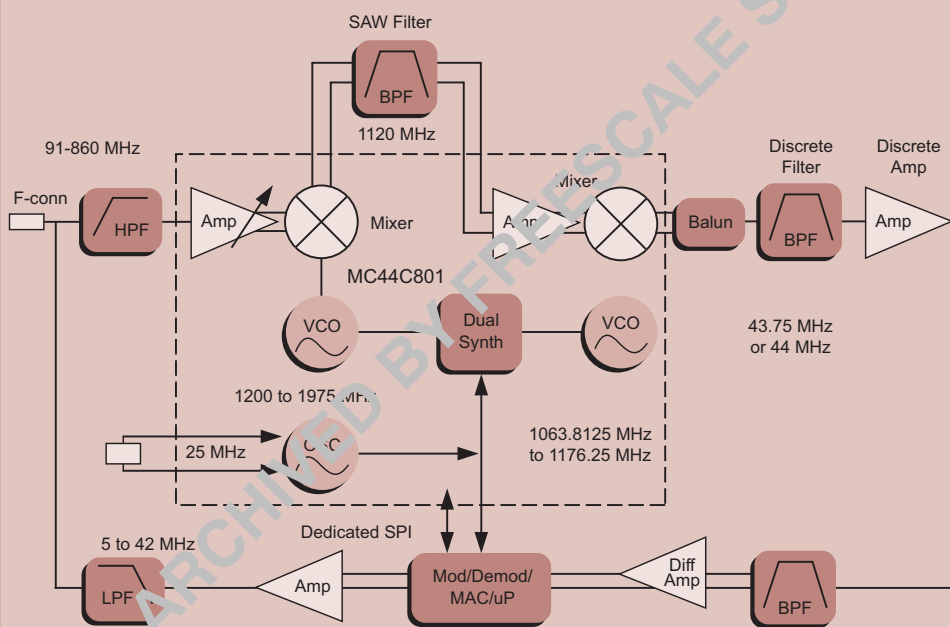 SAW Filter
BPF
1120 MHz
91-860 MHz
F-conn
HPF
Amp
Mixer
Mixer
Amp
Balun
Discrete
Filter
BPF
Discrete
Amp
Amp
MC44C801
VCO
Dual
Synth
VCO
43.75 MHz
or 44 MHz
1200 to 1975 MHz
25 MHz
OSC
1063.8125 MHz
to 1176.25 MHz
Dedicated SPI
5 to 42 MHz
LPF
Amp
Mod/Demod/
MAC/uP
Diff
Amp
BPF
ARCHIVED BY FREESCALE S